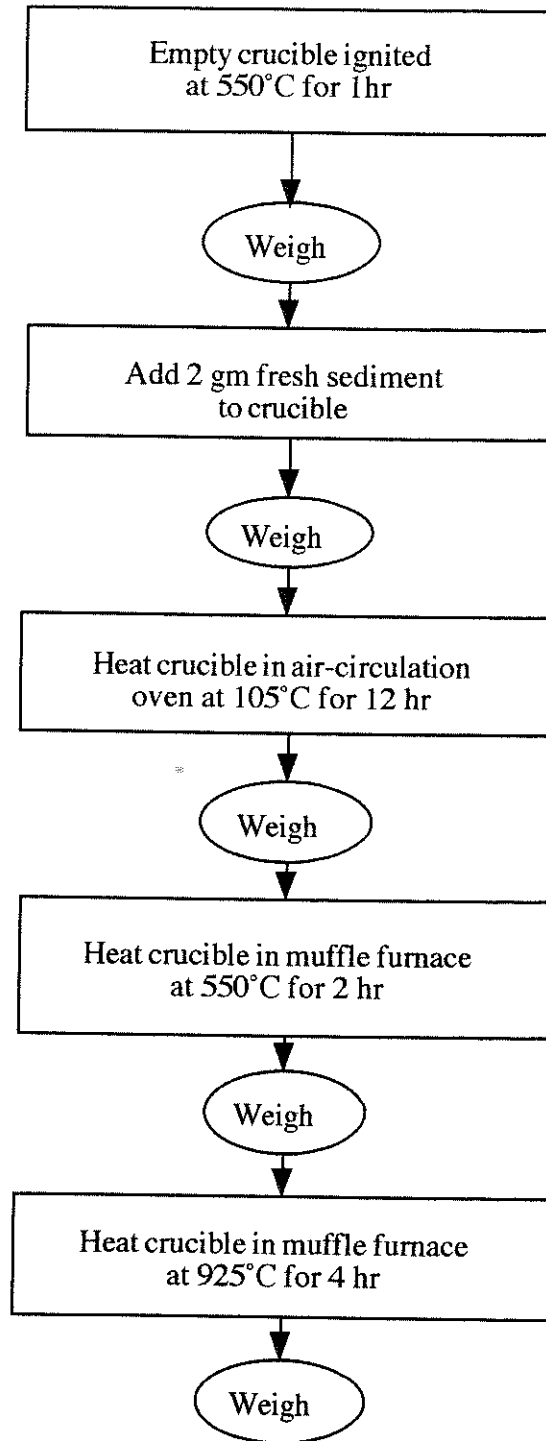 Empty crucible ignited
at 550°C for 1hr
Weigh
Add 2 gm fresh sediment
to crucible
Weigh
Heat crucible in air-circulation
oven at 105°C for 12 hr
Weigh
Heat crucible in muffle furnace
at 550°C for 2 hr
Weigh
Heat crucible in muffle furnace
at 925°C for 4 hr
Weigh